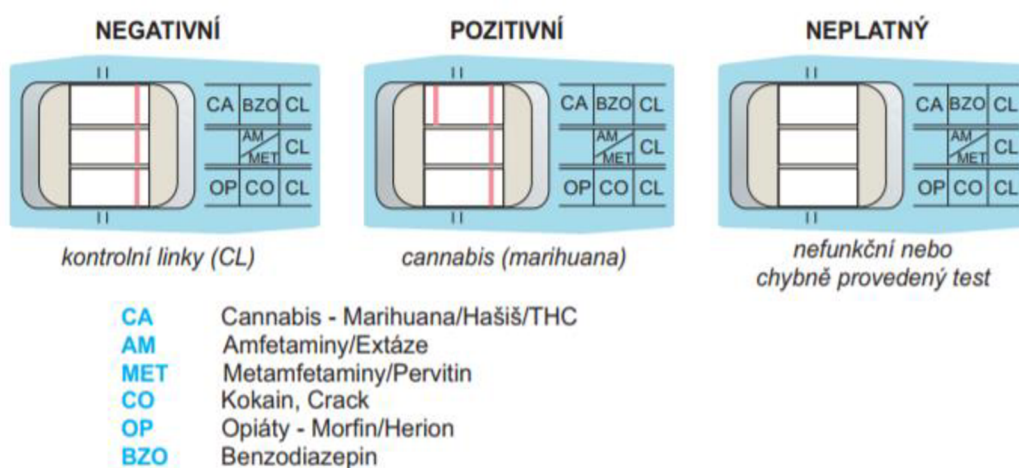 NEGATIVNÍ
POZITIVNÍ
NEPLATNÝ
CA BZO CL
AM/MET CL
OP CO CL
CA BZO CL
AM/MET CL
OP CO CL
CA BZO CL
AM/MET CL
OP CO CL
kontrolní linky (CL)
cannabis (marihuana)
nefunkční nebo
chybně provedený test
CA Cannabis - Marihuana/Hašiš/THC
AM Amfetaminy/Extáze
MET Metamfetaminy/Pervitin
CO Kokain, Crack
OP Opiáty - Morfin/Herion
BZO Benzodiazepin